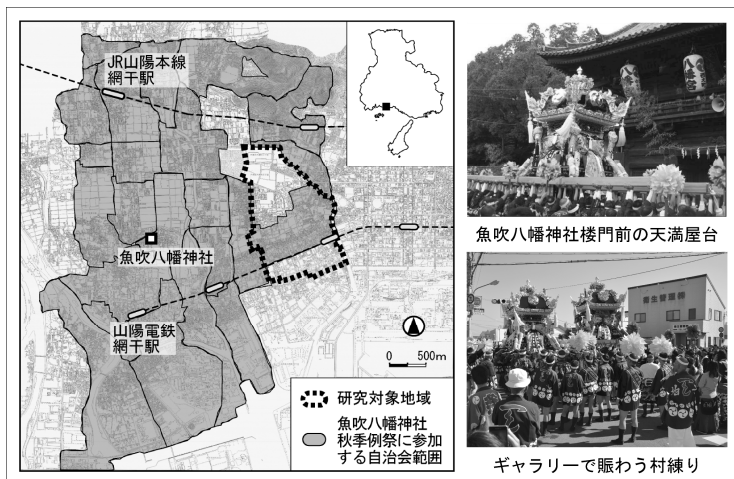 JR山陽本線
網干駅
魚吹八幡神社
山陽電鉄
網干駅
0 500m
研究対象地域
魚吹八幡神社
秋季例祭に参加
する自治会範囲
魚吹八幡神社楼門前の天満屋台
ギャラリーで賑わう村練り